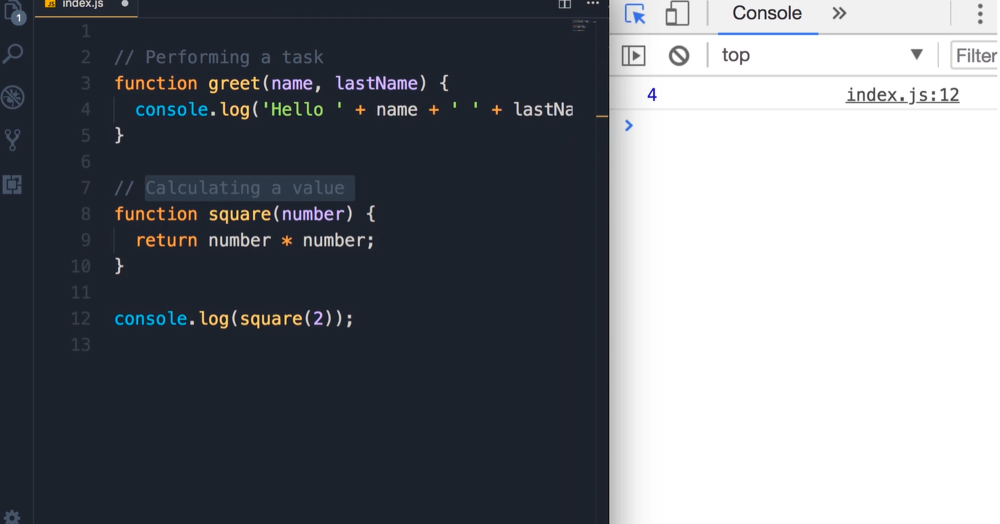 1
JS index.js
1
2 // Performing a task
3 function greet(name, lastName) {
4 console.log('Hello ' + name + ' ' + lastNa
5 }
6
7 // Calculating a value
8 function square(number) {
9 return number * number;
10 }
11
12 console.log(square(2));
13
Console
top
Filter
4 index.js:12